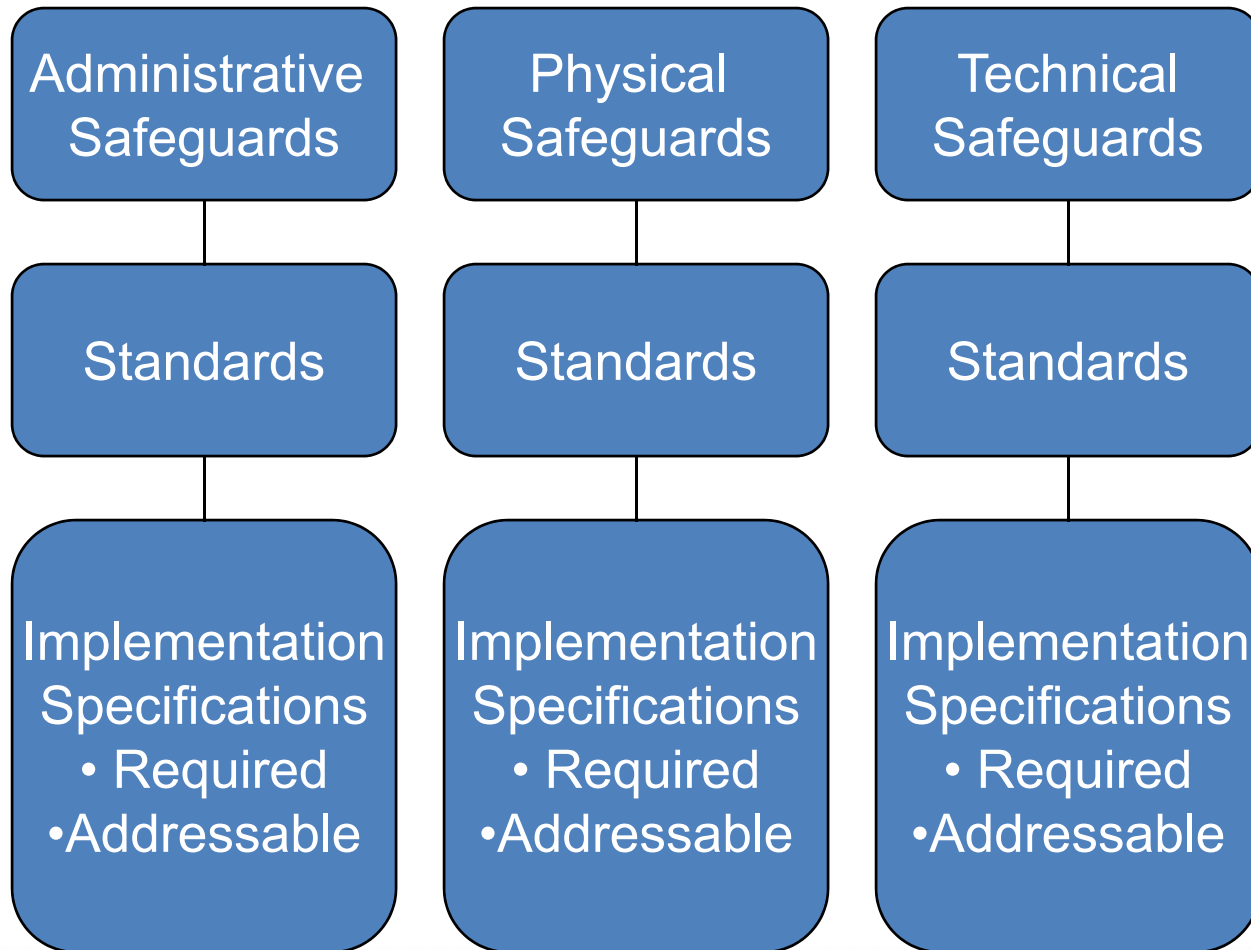 Administrative
Safeguards
Physical
Safeguards
Technical
Safeguards
Standards
Standards
Standards
Implementation
Specifications
• Required
•Addressable
Implementation
Specifications
• Required
•Addressable
Implementation
Specifications
• Required
•Addressable